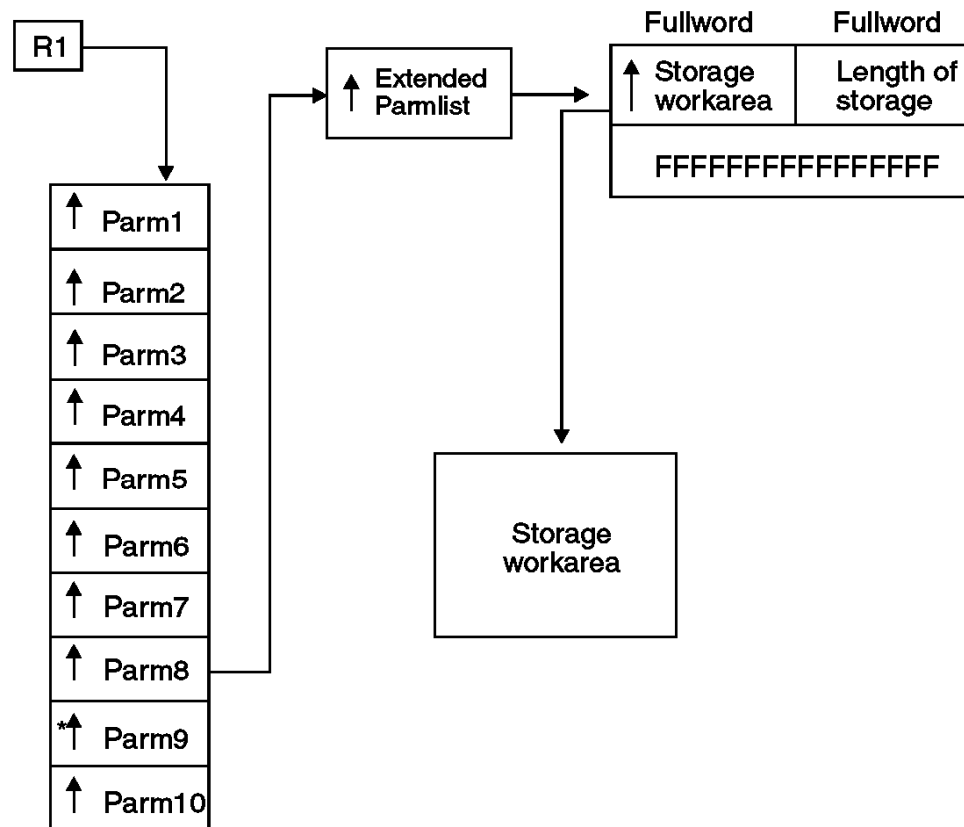 Fullword Fullword
R1
Extended
Parmlist
Storage
workarea
Length of
storage
FFFFFFFFFFFFFFFF
Parm1
Parm2
Parm3
Parm4
Parm5
Parm6
Parm7
Parm8
* Parm9
Parm10
Storage
workarea